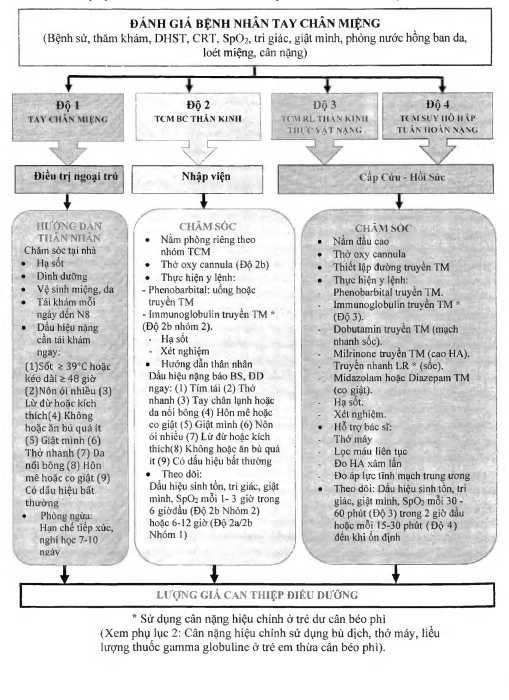 ĐÁNH GIÁ BỆNH NHÂN TAY CHÂN MIỆNG
(Bệnh sử, thăm khám, DHST, CRT, SpO2, tri giác, giật mình, phỏng nước hồng ban da,
loét miệng, cân nặng)
Độ 1
TAY CHÂN MIỆNG
Độ 2
TCM BC THẦN KINH
Độ 3
TCM RL THẦN KINH
THỰC VẬT NẶNG
Độ 4
TCM SUY HÔ HẤP
TUẦN HOÀN NẶNG
Điều trị ngoại trú
Nhập viện
Cấp Cứu - Hồi Sức
HƯỚNG DẪN
THÂN NHÂN
Chăm sóc tại nhà
• Hạ sốt
• Dinh dưỡng
• Vệ sinh miệng, da
• Tái khám mỗi
ngày đến N8
• Dấu hiệu nặng
cần tái khám
ngay:
(1)Sốt ≥ 39°C hoặc
kéo dài ≥ 48 giờ
(2)Nôn ói nhiều (3)
Lừ đừ hoặc kích
thích(4) Không
hoặc ăn bú quá ít
(5) Giật mình (6)
Thở nhanh (7) Da
nổi bông (8) Hôn
mê hoặc co giật (9)
Có dấu hiệu bất
thường
• Phòng ngừa:
Hạn chế tiếp xúc,
nghỉ học 7-10
ngày
CHĂM SÓC
• Nằm phòng riêng theo
nhóm TCM
• Thở oxy cannula (Độ 2b)
• Thực hiện y lệnh:
- Phenobarbital: uống hoặc
truyền TM
- Immunoglobulin truyền TM *
(Độ 2b nhóm 2).
- Hạ sốt
- Xét nghiệm
• Hướng dẫn thân nhân
Dấu hiệu nặng báo BS, ĐD
ngay: (1) Tím tái (2) Thở
nhanh (3) Tay chân lạnh hoặc
da nổi bông (4) Hôn mê hoặc
co giật (5) Giật mình (6) Nôn
ói nhiều (7) Lừ đừ hoặc kích
thích(8) Không hoặc ăn bú quá
ít (9) Có dấu hiệu bất thường
• Theo dõi:
Dấu hiệu sinh tồn, tri giác, giật
mình, SpO2 mỗi 1- 3 giờ trong
6 giờđầu (Độ 2b Nhóm 2)
hoặc 6-12 giờ (Độ 2a/2b
Nhóm 1)
CHĂM SÓC
• Nằm đầu cao
• Thở oxy cannula
• Thiết lập đường truyền TM
• Thực hiện y lệnh:
- Phenobarbital truyền TM.
- Immunoglobulin truyền TM *
(Độ 3).
- Dobutamin truyền TM (mạch
nhanh sốc).
- Milrinone truyền TM (cao HA).
- Truyền nhanh LR * (sốc).
- Midazolam hoặc Diazepam TM
(co giật).
- Hạ sốt.
- Xét nghiệm.
• Hỗ trợ bác sĩ:
- Thở máy
- Lọc máu liên tục
- Đo HA xâm lấn
- Đo áp lực tĩnh mạch trung ương
• Theo dõi: Dấu hiệu sinh tồn, tri
giác, giật mình, SpO2 mỗi 30 -
60 phút (Độ 3) trong 2 giờ đầu
hoặc mỗi 15-30 phút (Độ 4)
đến khi ổn định
LƯỢNG GIÁ CAN THIỆP ĐIỀU DƯỠNG
* Sử dụng cân nặng hiệu chỉnh ở trẻ dư cân béo phì
(Xem phụ lục 2: Cân nặng hiệu chỉnh sử dụng bù dịch, thở máy, liều
lượng thuốc gamma globuline ở trẻ em thừa cân béo phì).